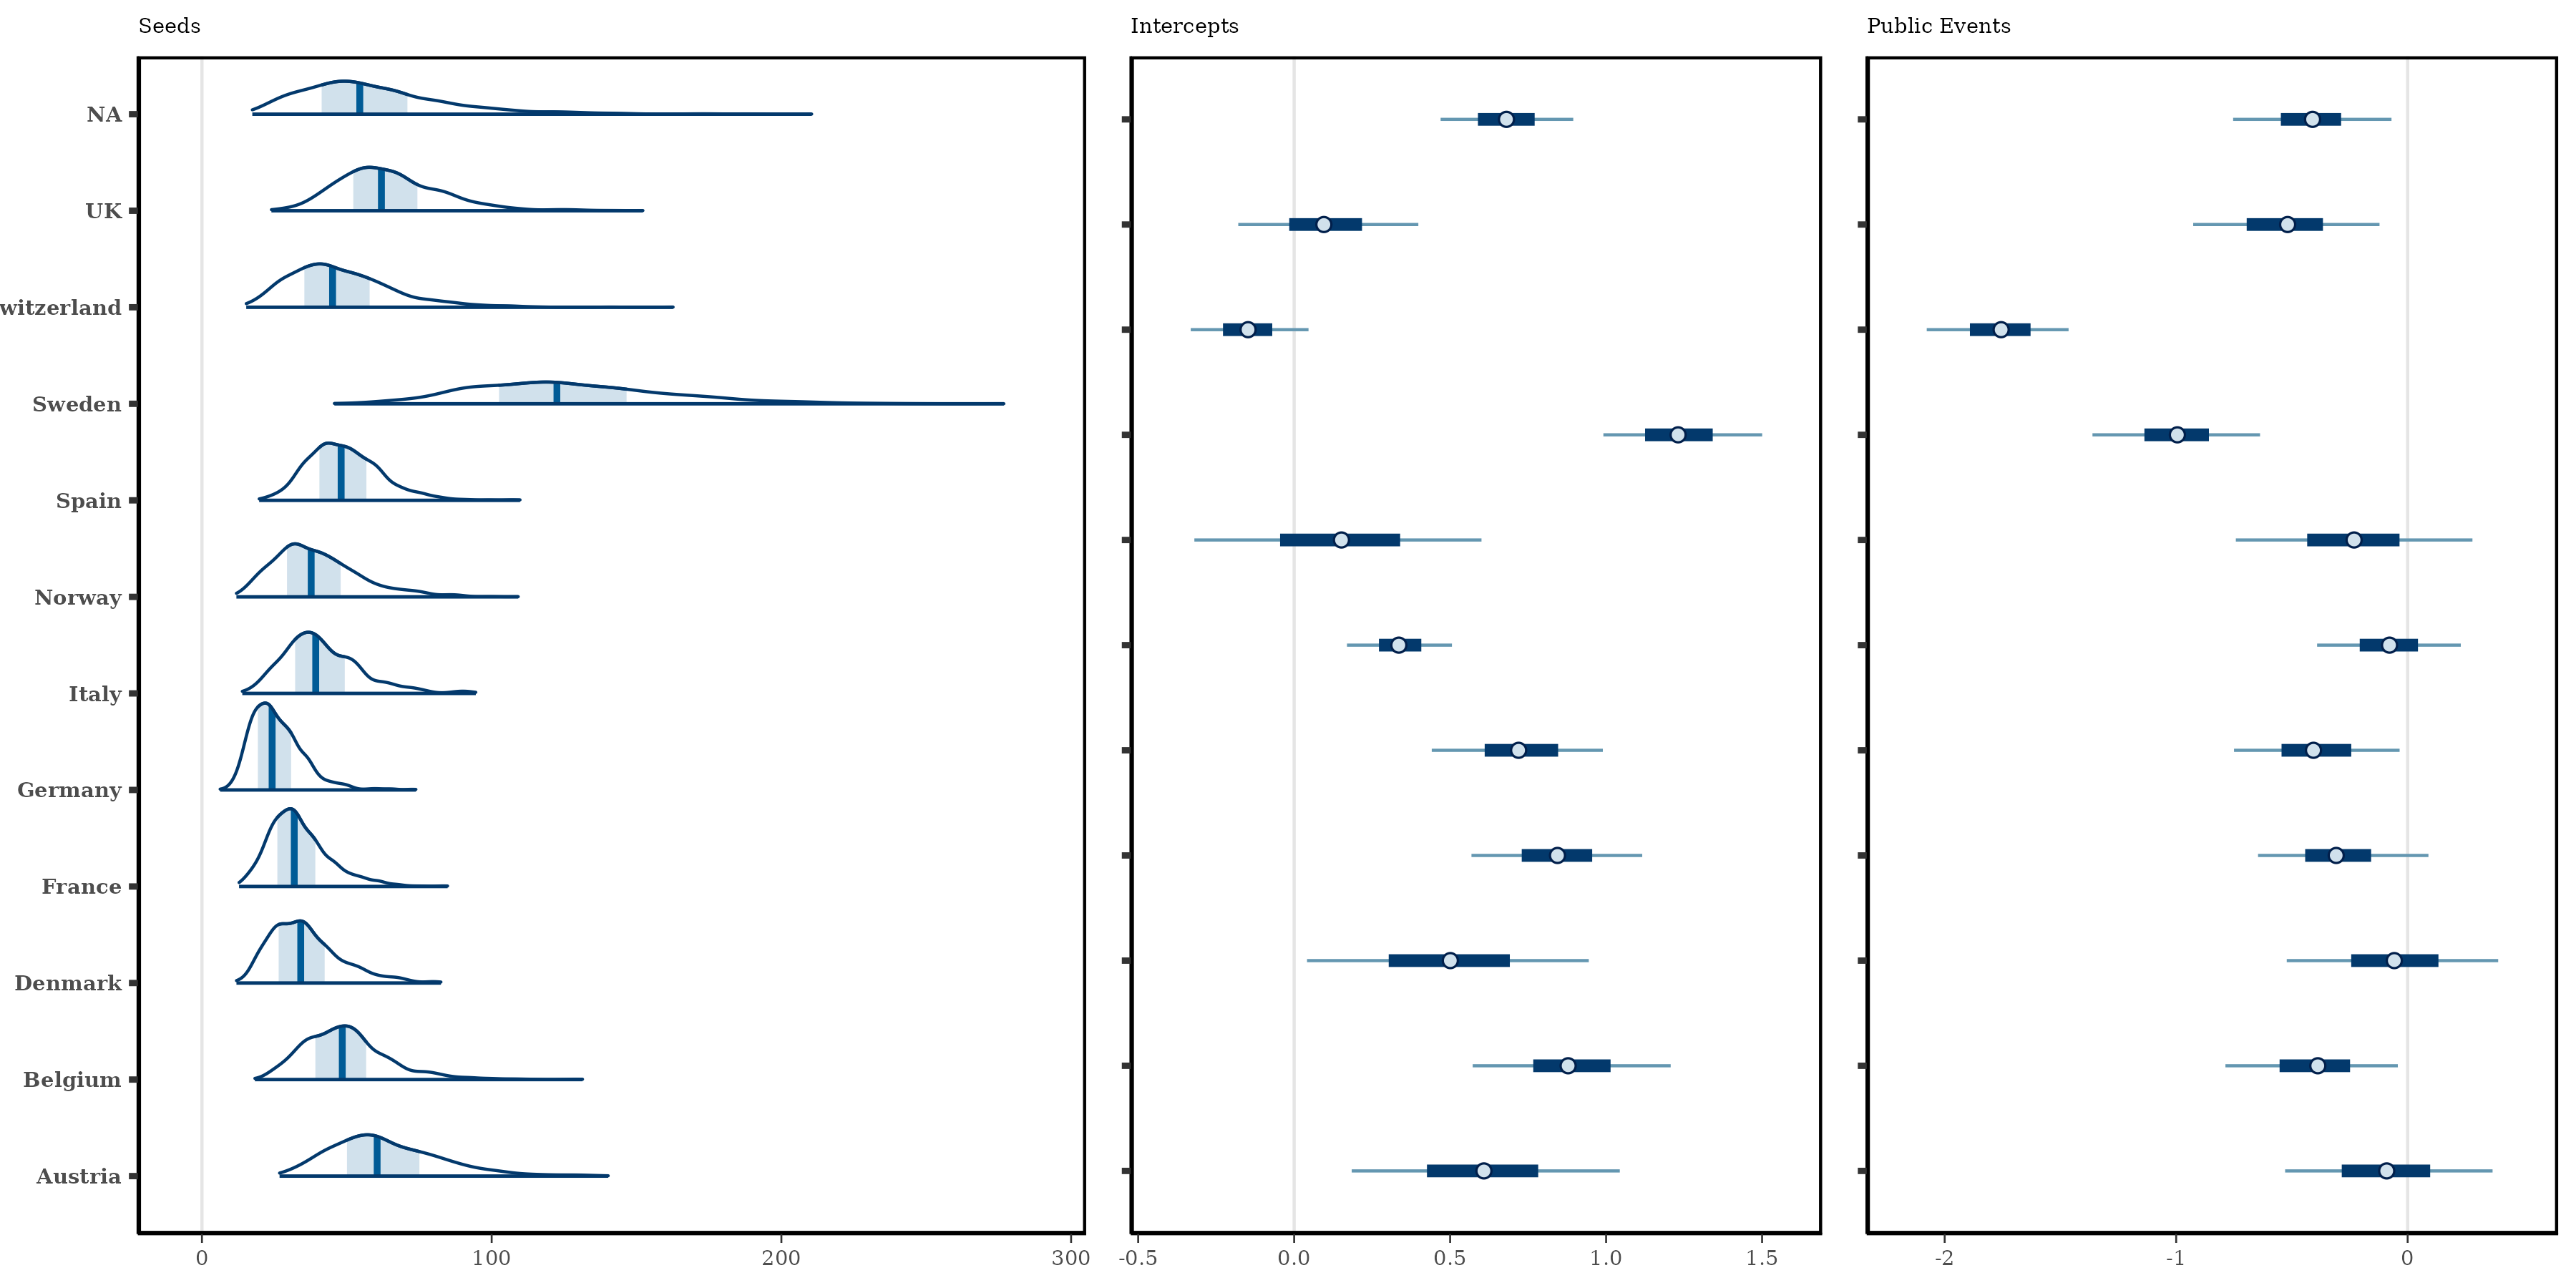 Seeds
Intercepts
Public Events
NA
UK
witzerland
Sweden
Spain
Norway
Italy
Germany
France
Denmark
Belgium
Austria
0 100 200 300
-0.5 0.0 0.5 1.0 1.5
-2 -1 0